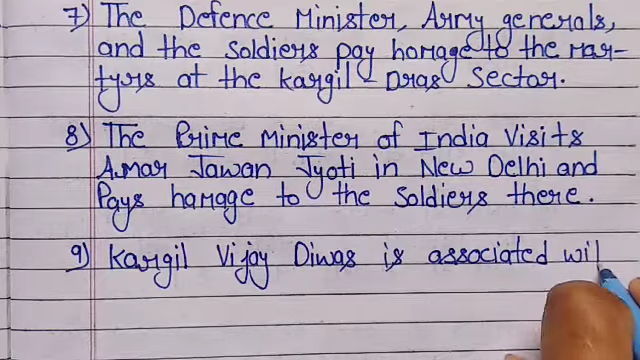 7) The Defence Minister, Army generals,
and the Soldiers pay homage to the mar-
tyrs at the Kargil - Dras Sector.
8) The Prime Minister of India Visits
Amar Jawan Jyoti in New Delhi and
Pays hamage to the Soldiers there.
9) Kargil Vijay Diwas is associated wil